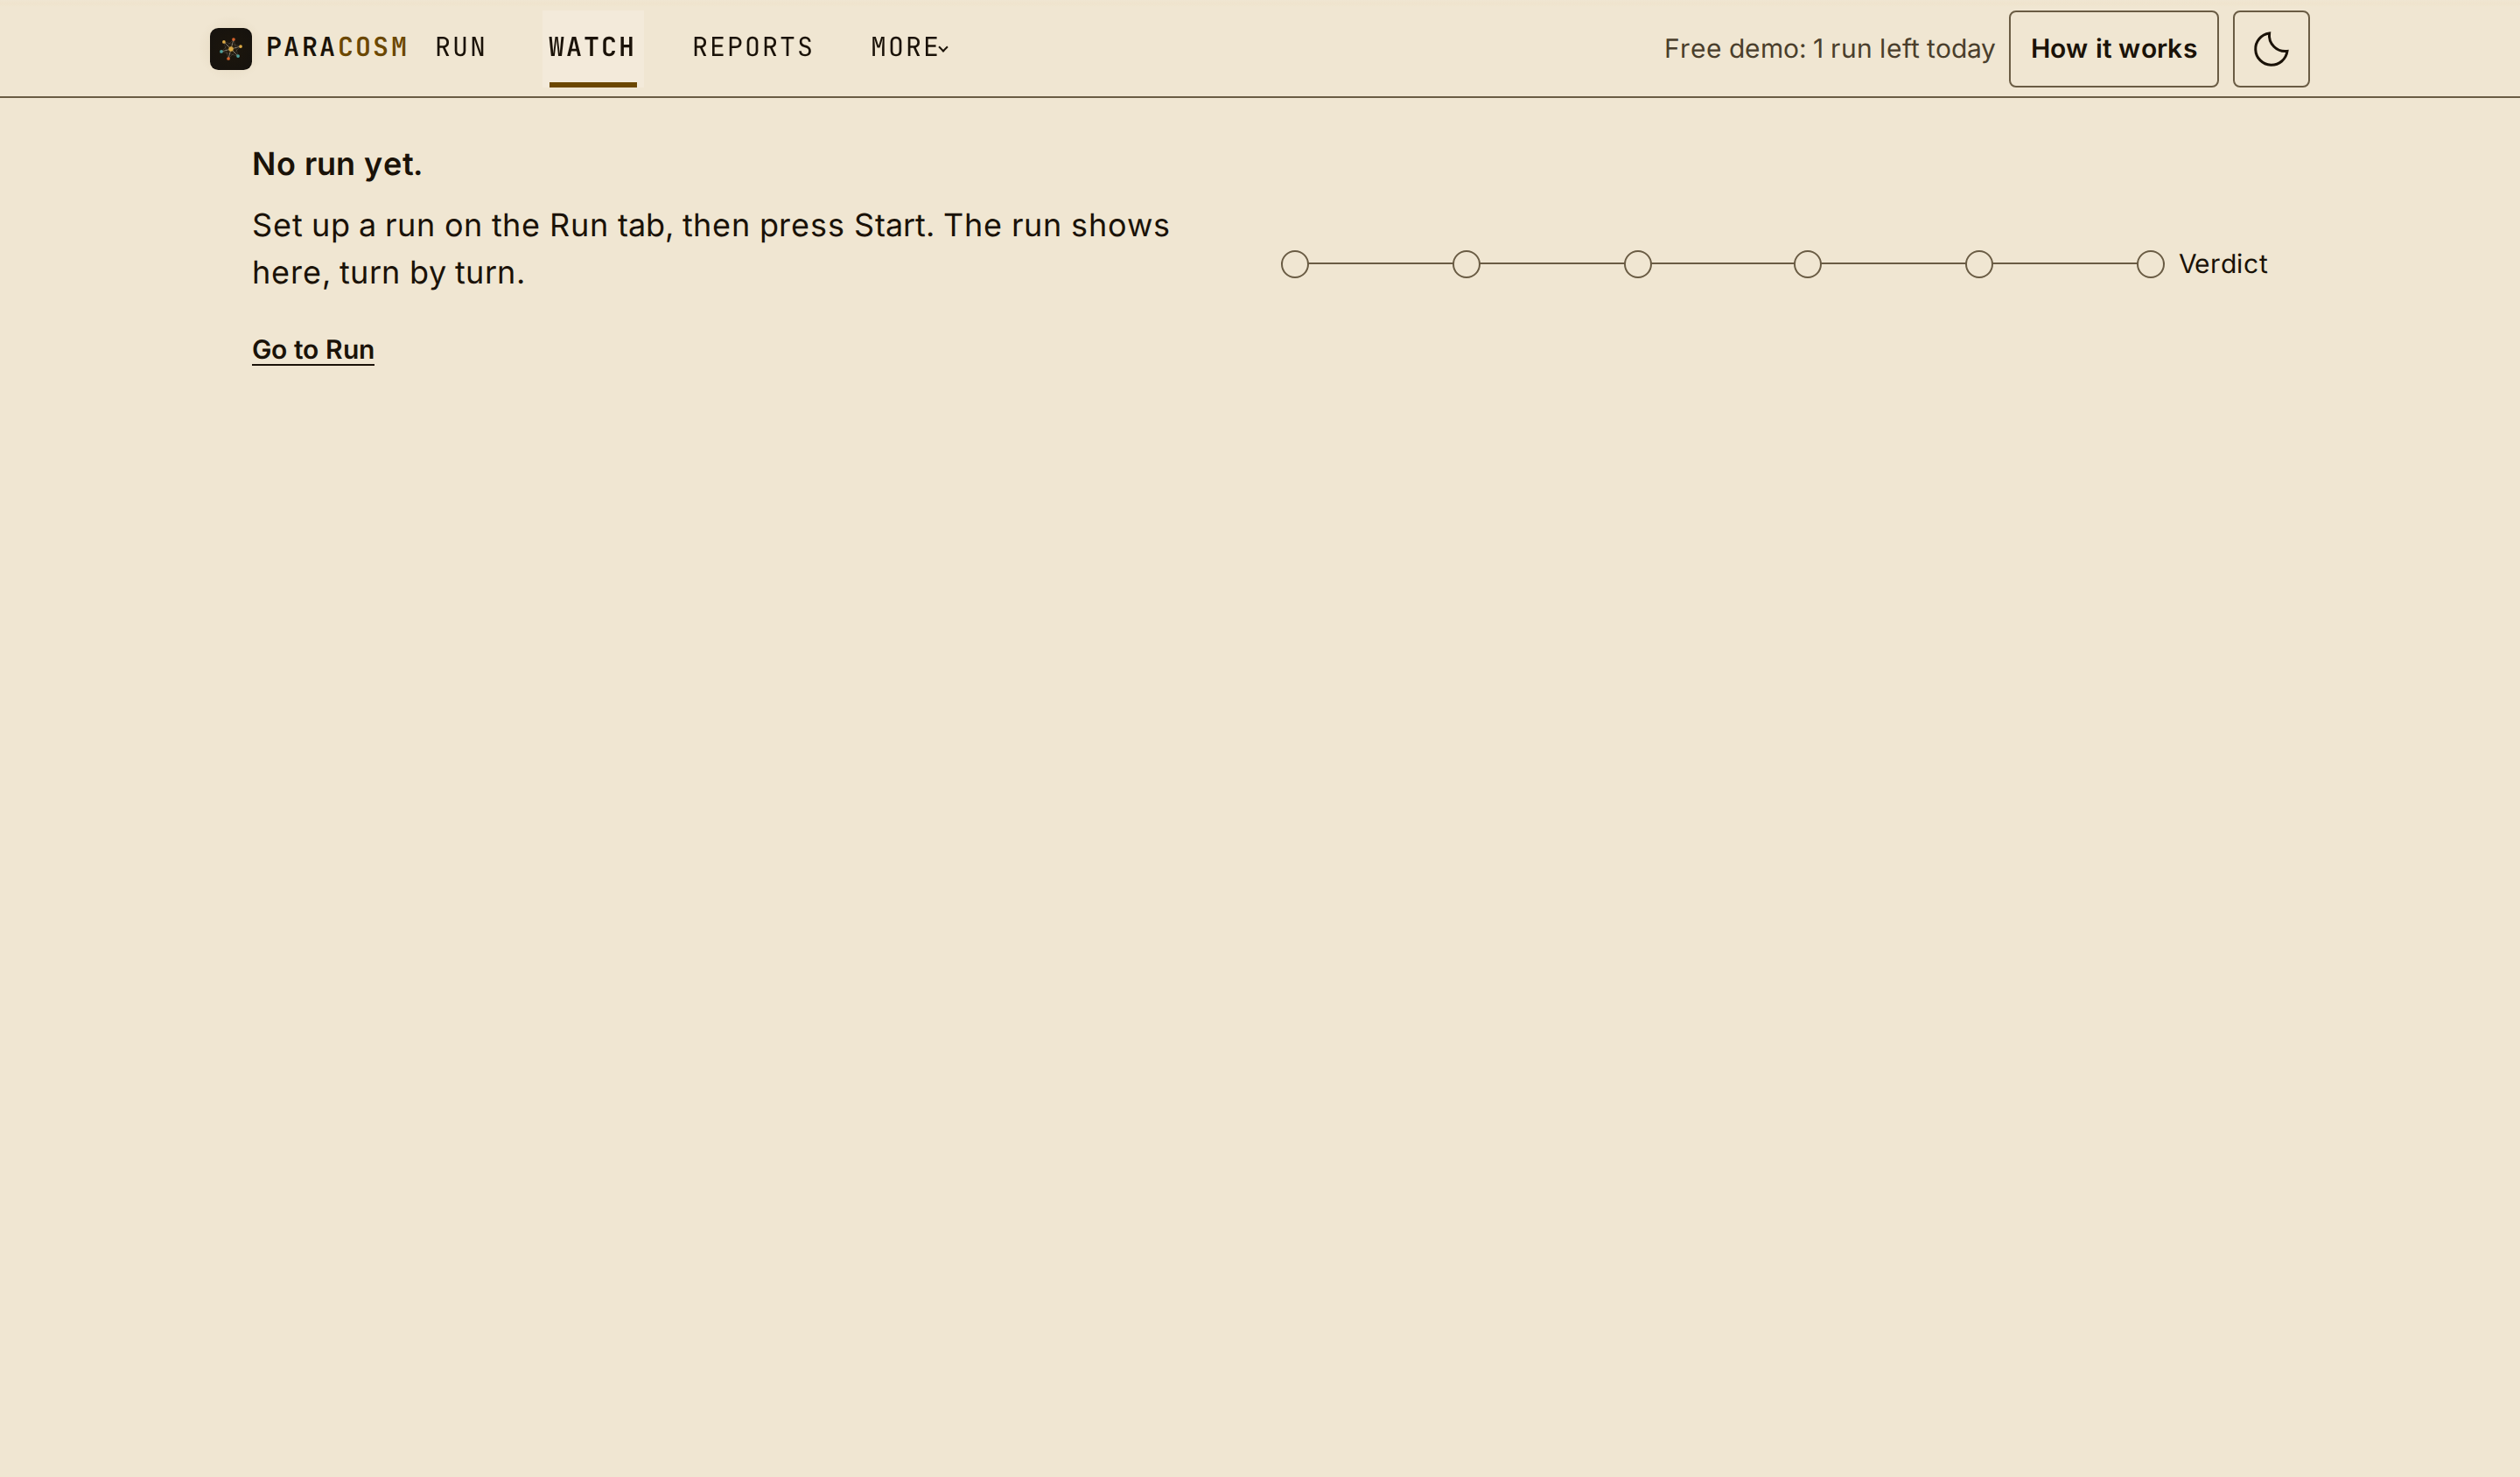 PARACOSM RUN WATCH REPORTS MORE Free demo: 1 run left today How it works
No run yet.
Set up a run on the Run tab, then press Start. The run shows
here, turn by turn.
Verdict
Go to Run